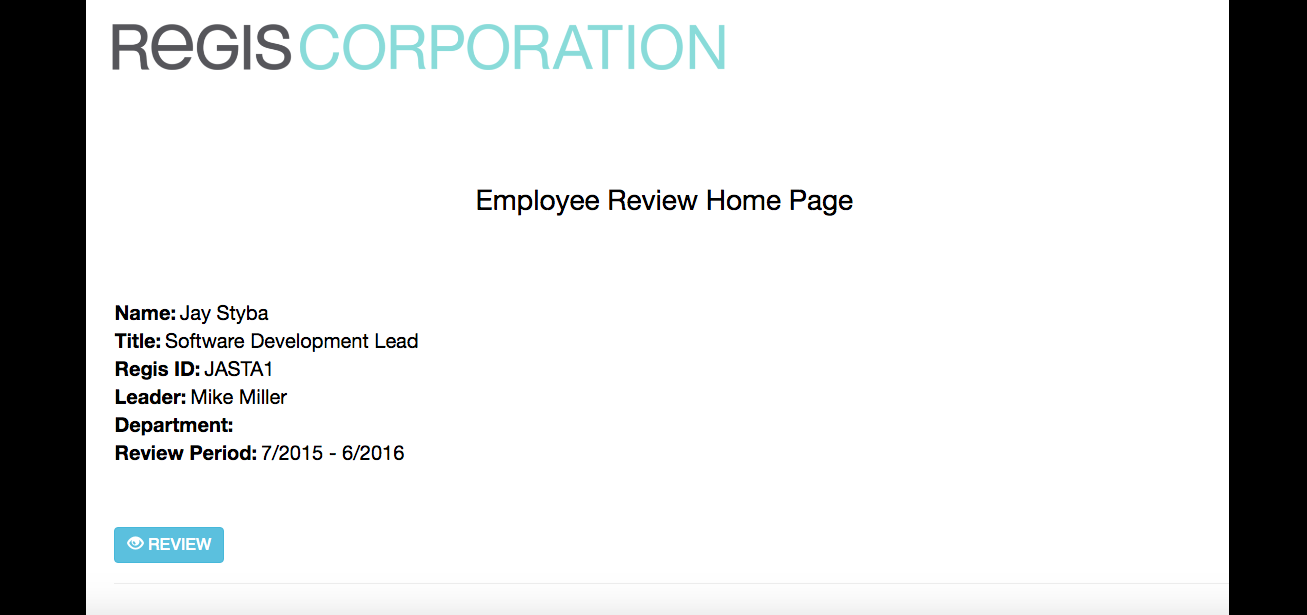 REGIS CORPORATION
Employee Review Home Page
Name: Jay Styba
Title: Software Development Lead
Regis ID: JASTA1
Leader: Mike Miller
Department:
Review Period: 7/2015 - 6/2016
REVIEW